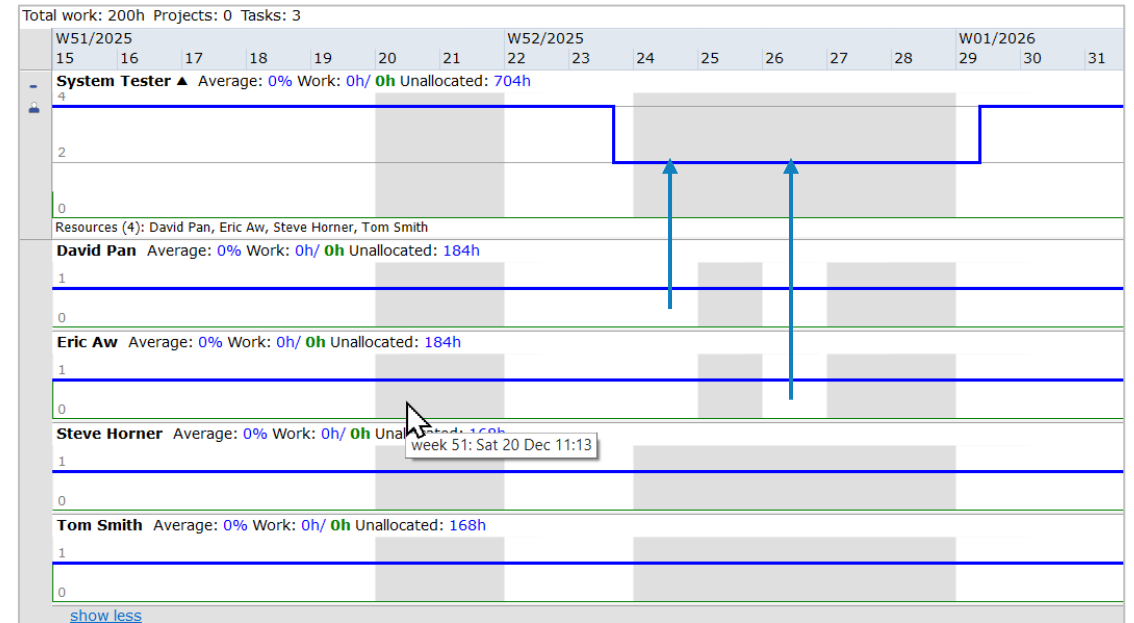 Total work: 200h Projects: 0 Tasks: 3
W51/2025 W52/2025 W01/2026
15 16 17 18 19 20 21 22 23 24 25 26 27 28 29 30 31
System Tester ▲ Average: 0% Work: 0h/ 0h Unallocated: 704h
4
2
0
Resources (4): David Pan, Eric Aw, Steve Horner, Tom Smith
David Pan Average: 0% Work: 0h/ 0h Unallocated: 184h
1
0
Eric Aw Average: 0% Work: 0h/ 0h Unallocated: 184h
1
0
Steve Horner Average: 0% Work: 0h/ 0h Unallocated: 168h
week 51: Sat 20 Dec 11:13
1
0
Tom Smith Average: 0% Work: 0h/ 0h Unallocated: 168h
1
0
show less